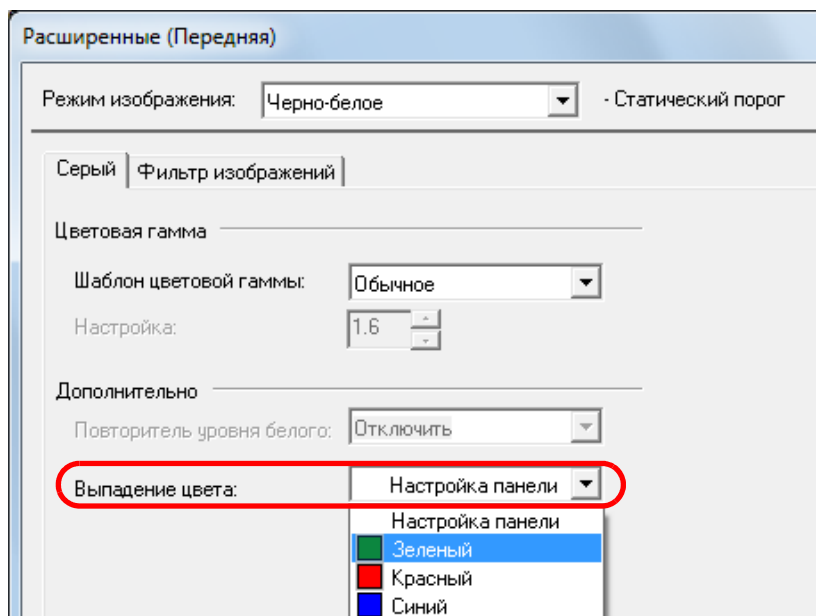 Расширенные (Передняя)
Режим изображения: Черно-белое - Статический порог
Серый Фильтр изображений
Цветовая гамма
Шаблон цветовой гаммы: Обычное
Настройка: 1.6
Дополнительно
Повторитель уровня белого: Отключить
Выпадение цвета: Настройка панели
Настройка панели
Зеленый
Красный
Синий